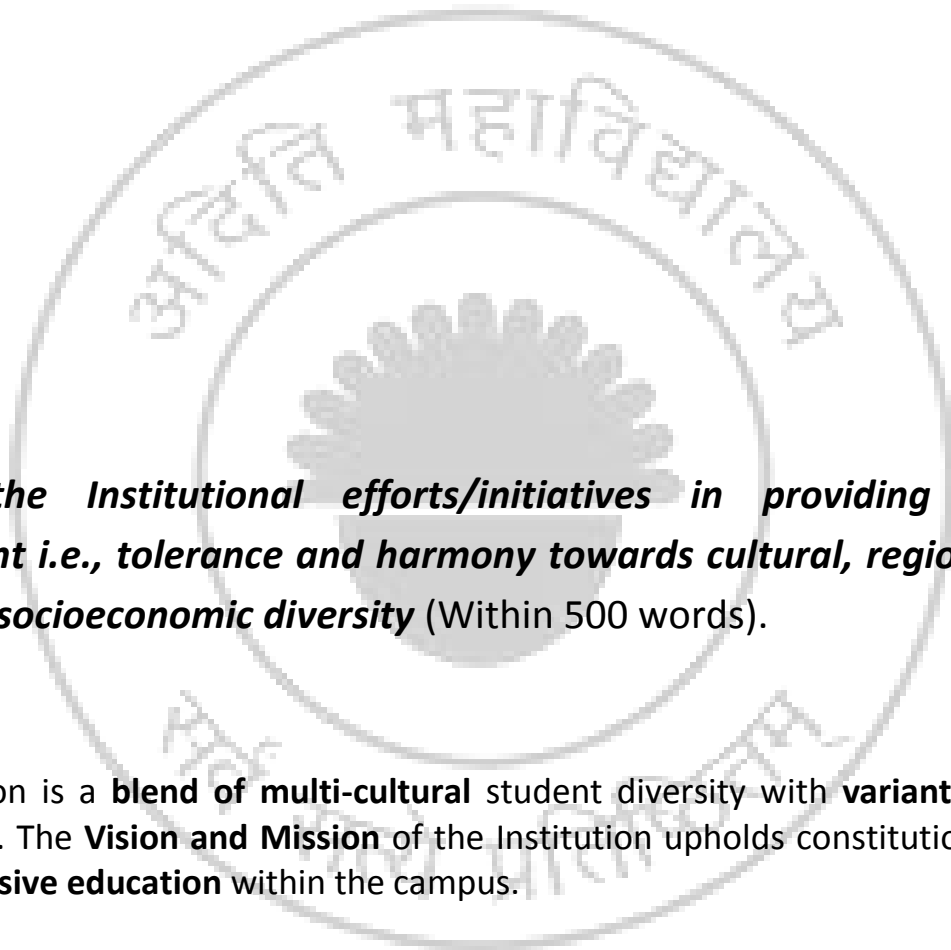 अदिति महाविद्यालय
the Institutional efforts/initiatives in providing
nt i.e., tolerance and harmony towards cultural, regio
socioeconomic diversity (Within 500 words).
on is a blend of multi-cultural student diversity with variant
. The Vision and Mission of the Institution upholds constitutio
sive education within the campus.
सर्वं